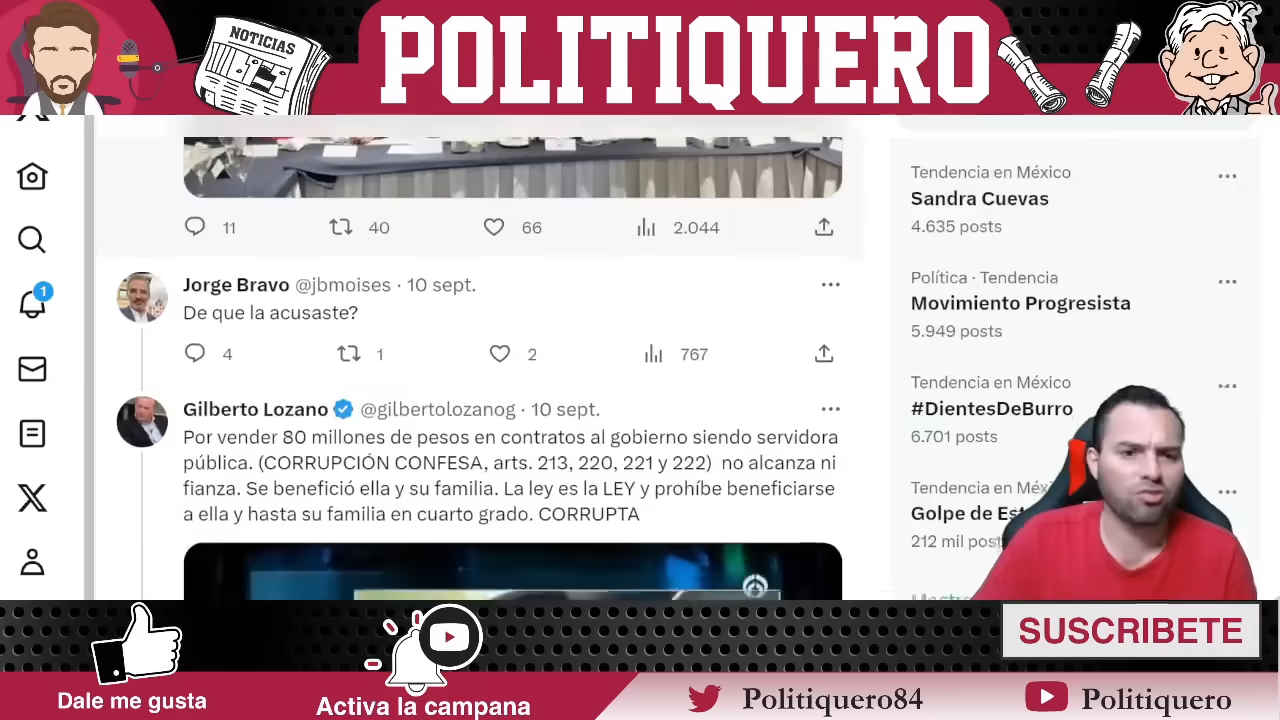 NOTICIAS
POLITIQUERO
11 40 66 2.044
Jorge Bravo @jbmoises · 10 sept.
De que la acusaste?
4 1 2 767
Gilberto Lozano @gilbertolozanog · 10 sept.
Por vender 80 millones de pesos en contratos al gobierno siendo servidora
pública. (CORRUPCION CONFESA, arts. 213, 220, 221 y 222) no alcanza ni
fianza. Se benefició ella y su familia. La ley es la LEY y prohíbe beneficiarse
a ella y hasta su familia en cuarto grado. CORRUPTA
1
Tendencia en México
Sandra Cuevas
4.635 posts
Política · Tendencia
Movimiento Progresista
5.949 posts
Tendencia en México
#DientesDeBurro
6.701 posts
Tendencia en
Golpe de
212 mil
SUSCRIBETE
Dale me gusta
Activa la campana
Politiquero84
Politiquero